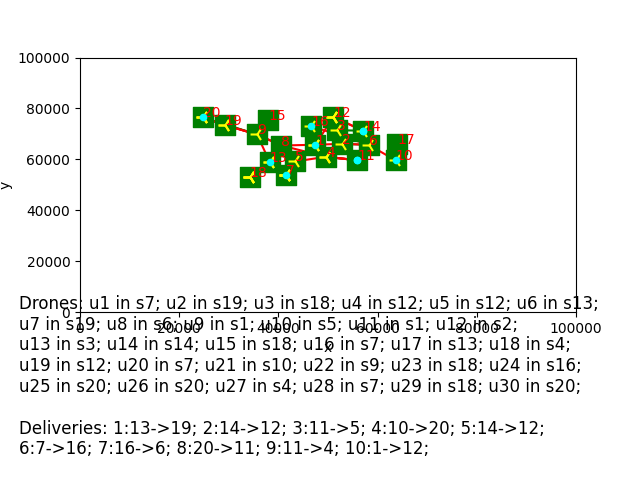 100000
80000
60000
40000
20000
0
y
0 20000 40000 60000 80000 100000
x
12
14
17
Drones: u1 in s7; u2 in s19; u3 in s18; u4 in s12; u5 in s12; u6 in s13;
u7 in s19; u8 in s6; u9 in s1; u10 in s5; u11 in s1; u12 in s2;
u13 in s3; u14 in s14; u15 in s18; u16 in s7; u17 in s13; u18 in s4;
u19 in s12; u20 in s7; u21 in s10; u22 in s9; u23 in s18; u24 in s16;
u25 in s20; u26 in s20; u27 in s4; u28 in s7; u29 in s18; u30 in s20;
Deliveries: 1:13->19; 2:14->12; 3:11->5; 4:10->20; 5:14->12;
6:7->16; 7:16->6; 8:20->11; 9:11->4; 10:1->12;